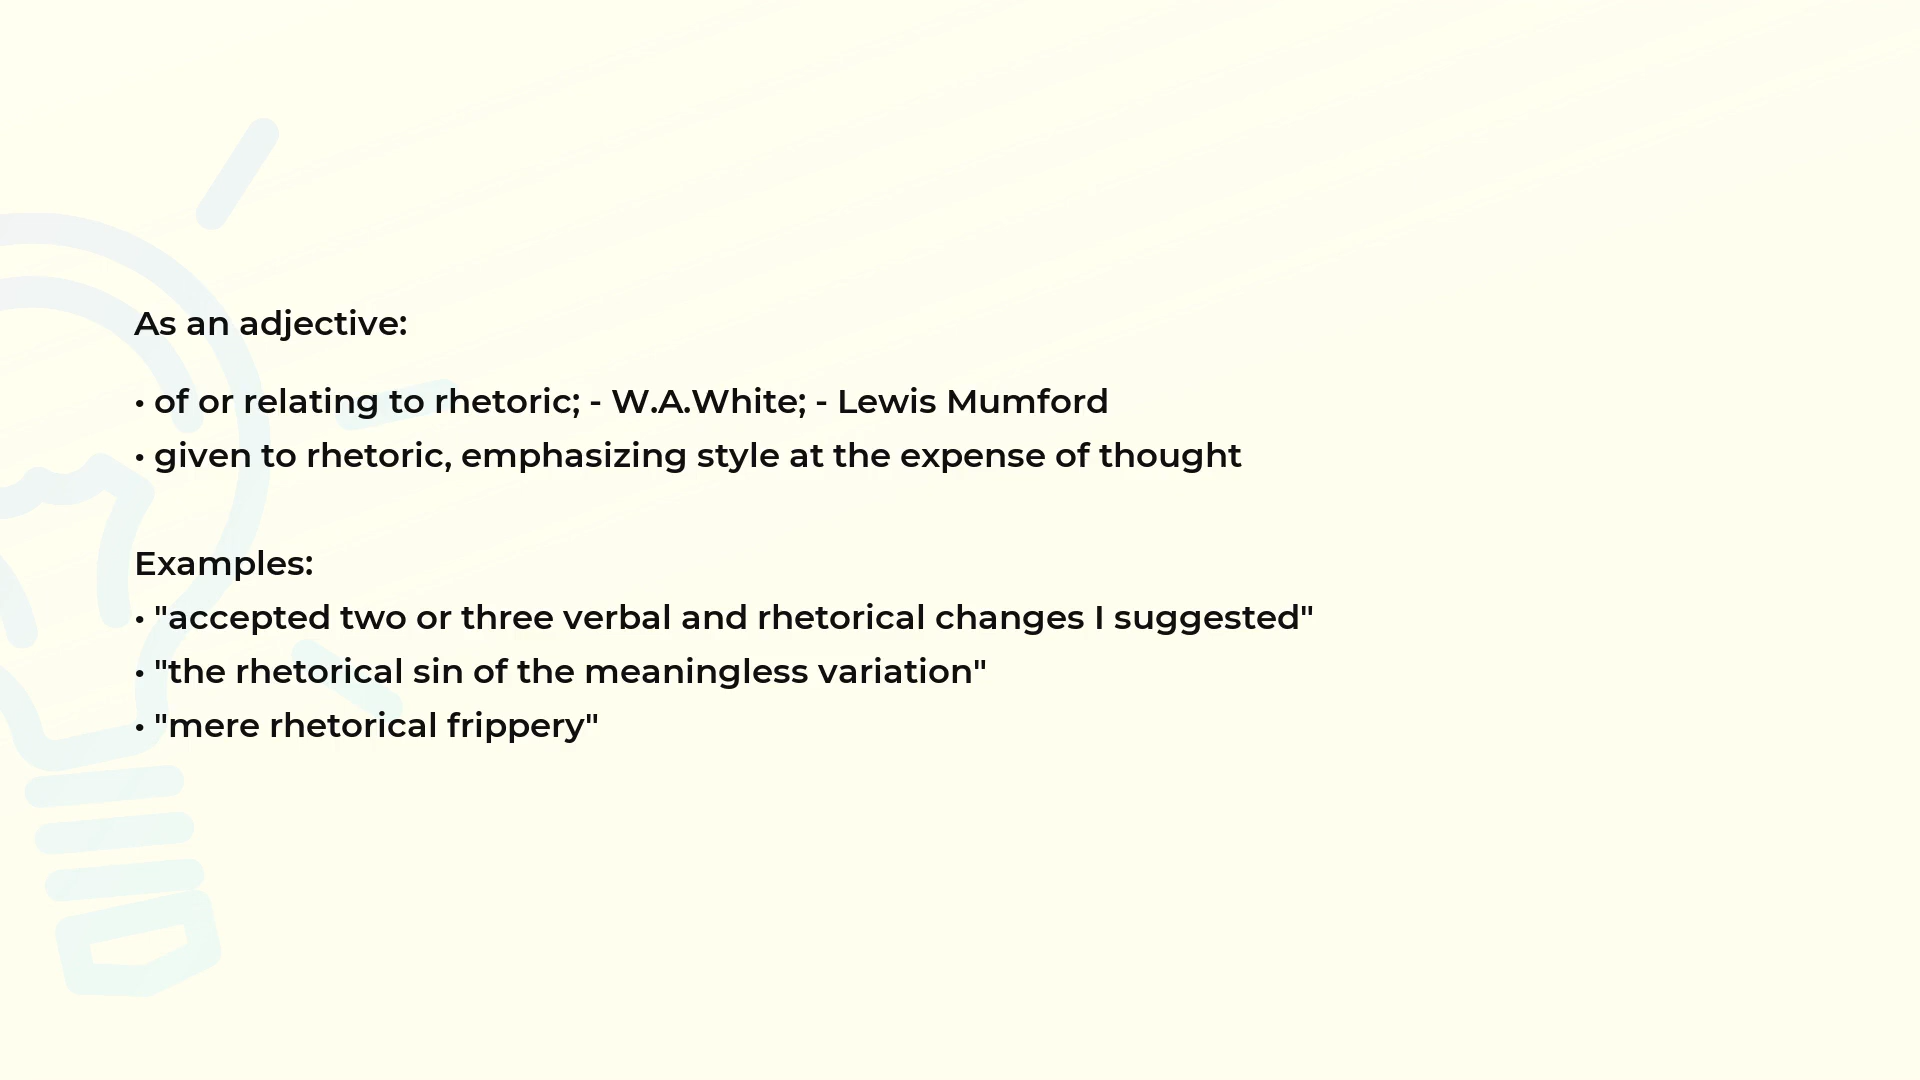 As an adjective:
• of or relating to rhetoric; - W.A.White; - Lewis Mumford
• given to rhetoric, emphasizing style at the expense of thought
Examples:
• "accepted two or three verbal and rhetorical changes I suggested"
• "the rhetorical sin of the meaningless variation"
• "mere rhetorical frippery"